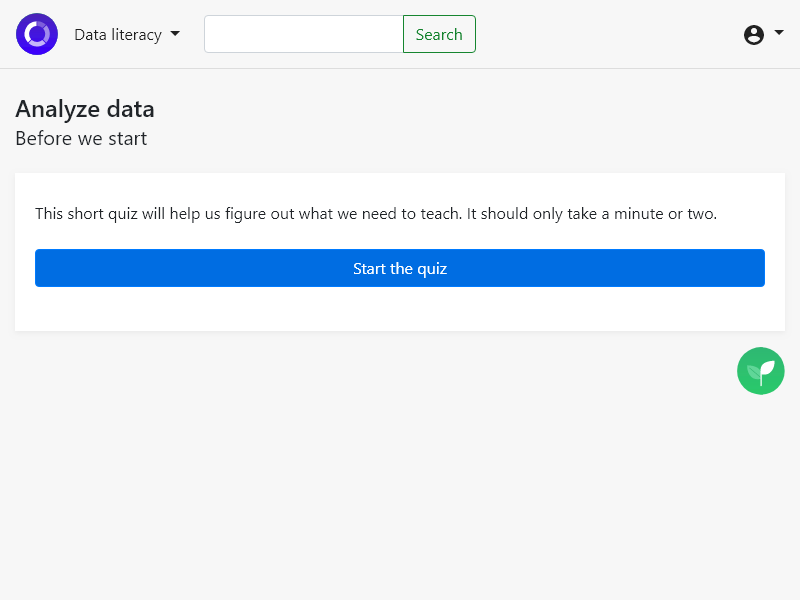 Data literacy
Search
Analyze data
Before we start
This short quiz will help us figure out what we need to teach. It should only take a minute or two.
Start the quiz